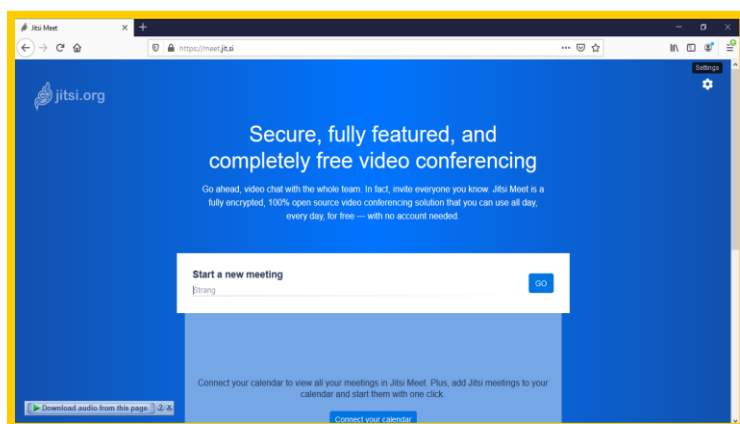 Jitsi Meet
https://meet.jit.si
Settings
jitsi.org
Secure, fully featured, and
completely free video conferencing
Go ahead, video chat with the whole team. In fact, invite everyone you know. Jitsi Meet is a
fully encrypted, 100% open source video conferencing solution that you can use all day,
every day, for free — with no account needed.
Start a new meeting
Strang
GO
Connect your calendar to view all your meetings in Jitsi Meet. Plus, add Jitsi meetings to your
calendar and start them with one click.
Connect your calendar
Download audio from this page